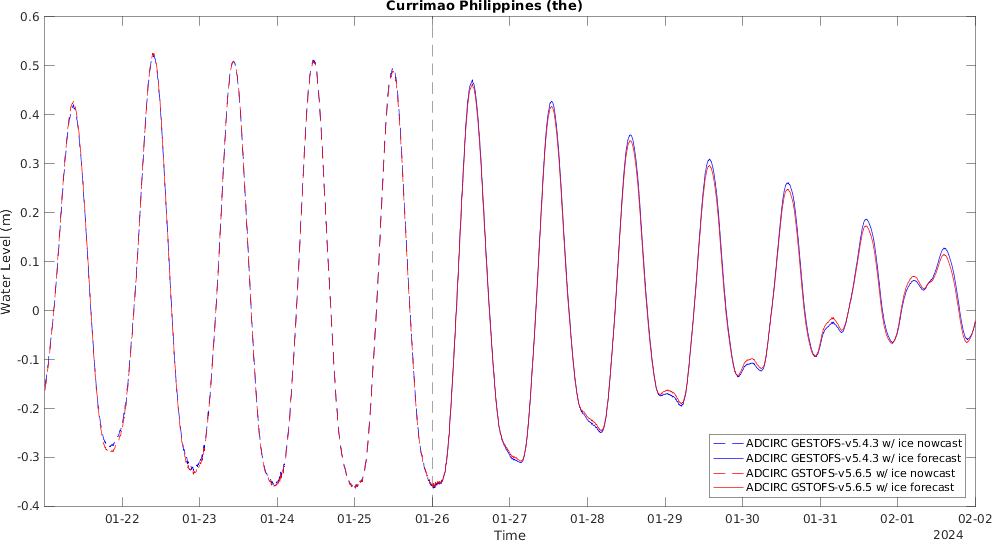 Currimao Philippines (the)
Water Level (m)
0.6
0.5
0.4
0.3
0.2
0.1
0
-0.1
-0.2
-0.3
-0.4
ADCIRC GESTOFS-v5.4.3 w/ ice nowcast
ADCIRC GESTOFS-v5.4.3 w/ ice forecast
ADCIRC GSTOFS-v5.6.5 w/ ice nowcast
ADCIRC GSTOFS-v5.6.5 w/ ice forecast
01-22 01-23 01-24 01-25 01-26 01-27 01-28 01-29 01-30 01-31 02-01 02-02
Time
2024